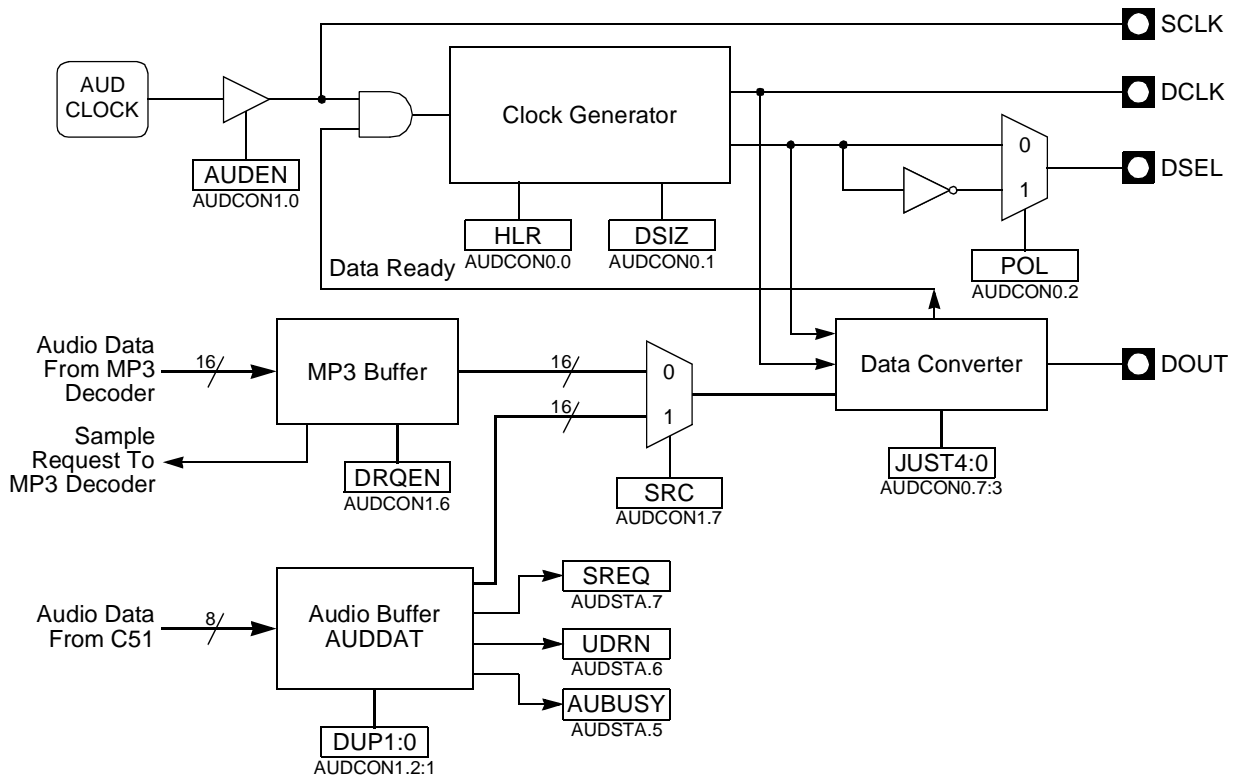 SCLK
AUD
CLOCK
Clock Generator
DCLK
0
1
DSEL
AUDEN
AUDCON1.0
HLR
AUDCON0.0
DSIZ
AUDCON0.1
POL
AUDCON0.2
Data Ready
Audio Data
From MP3
Decoder
16
MP3 Buffer
16
0
16
1
Data Converter
DOUT
Sample
Request To
MP3 Decoder
DRQEN
AUDCON1.6
SRC
AUDCON1.7
JUST4:0
AUDCON0.7:3
Audio Data
From C51
8
Audio Buffer
AUDDAT
SREQ
AUDSTA.7
UDRN
AUDSTA.6
AUBUSY
AUDSTA.5
DUP1:0
AUDCON1.2:1